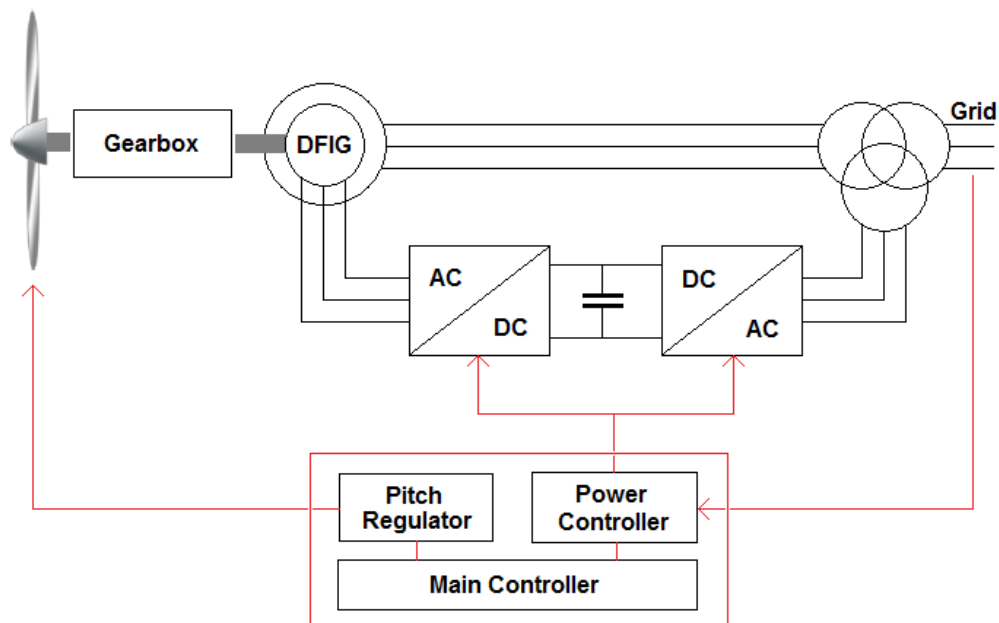 Grid
Gearbox
DFIG
AC
DC
DC
AC
Pitch
Regulator
Power
Controller
Main Controller